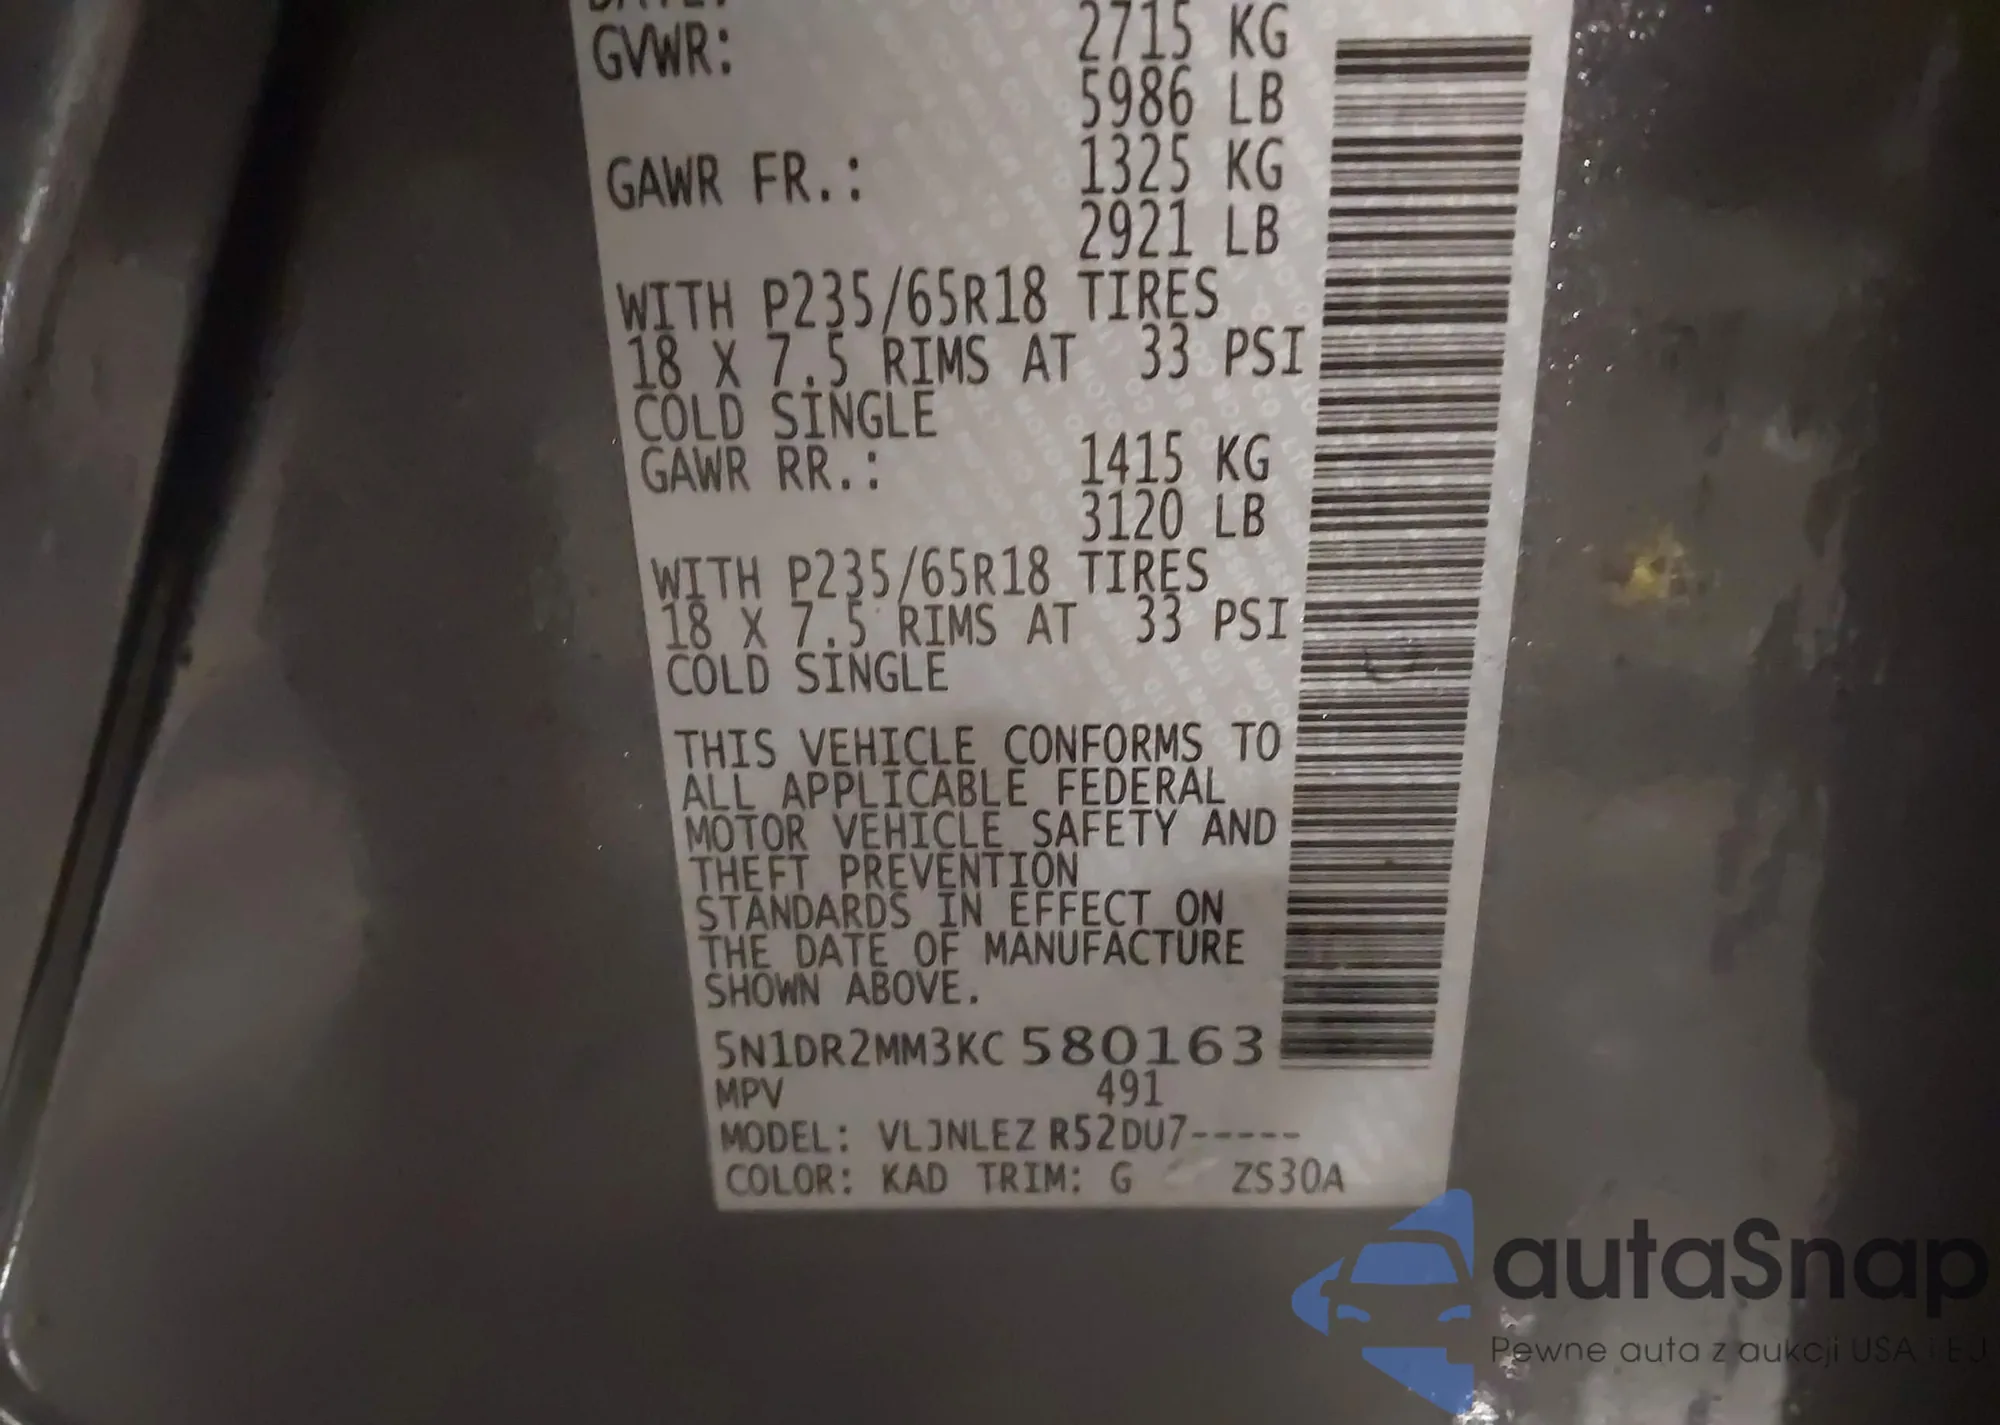 GVWR: 2715 KG
5986 LB
GAWR FR.: 1325 KG
2921 LB
WITH P235/65R18 TIRES
18 X 7.5 RIMS AT 33 PSI
COLD SINGLE
GAWR RR.: 1415 KG
3120 LB
WITH P235/65R18 TIRES
18 X 7.5 RIMS AT 33 PSI
COLD SINGLE
THIS VEHICLE CONFORMS TO
ALL APPLICABLE FEDERAL
MOTOR VEHICLE SAFETY AND
THEFT PREVENTION
STANDARDS IN EFFECT ON
THE DATE OF MANUFACTURE
SHOWN ABOVE.
5N1DR2MM3KC 580163
MPV 491
MODEL: VLJNLEZ R52DU7-----
COLOR: KAD TRIM: G ZS30A
autaSnap
Pewne auta z aukcji USA i EU